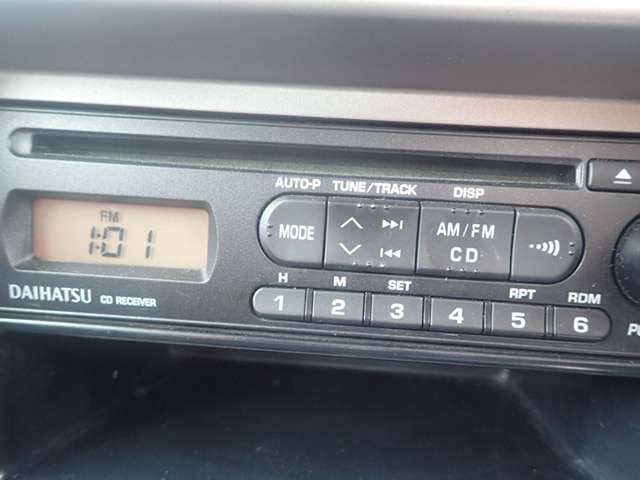 AUTO-P TUNE/TRACK DISP
FM
1:01
MODE
AM/FM
CD
DAIHATSU CD RECEIVER
H M SET RPT RDM
1 2 3 4 5 6